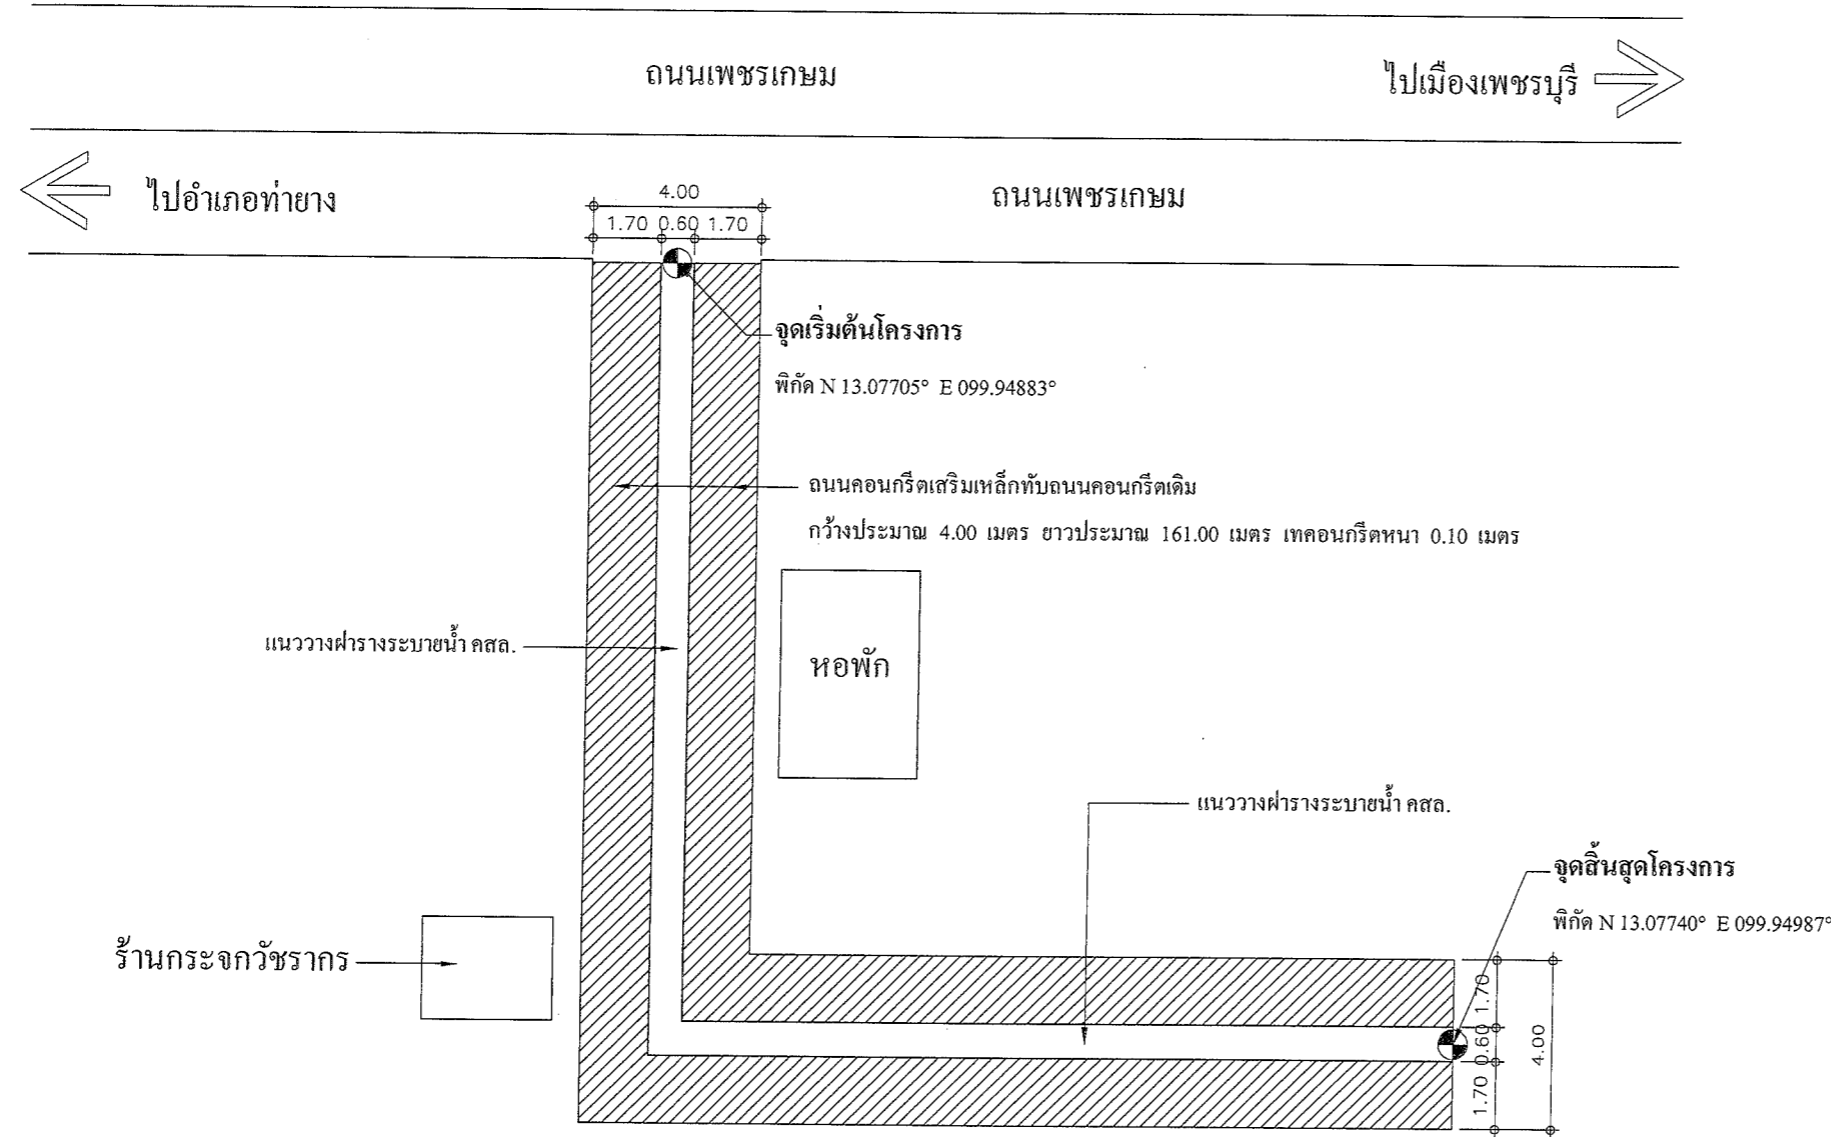 ถนนเพชรเกษม
ไปเมืองเพชรบุรี
ไปอำเภอท่ายาง
ถนนเพชรเกษม
4.00
1.70 0.60 1.70
จุดเริ่มต้นโครงการ
พิกัด N 13.07705° E 099.94883°
ถนนคอนกรีตเสริมเหล็กทับถนนคอนกรีตเดิม
กว้างประมาณ 4.00 เมตร ยาวประมาณ 161.00 เมตร เทคอนกรีตหนา 0.10 เมตร
แนววางฝารางระบายน้ำ คสล.
หอพัก
แนววางฝารางระบายน้ำ คสล.
จุดสิ้นสุดโครงการ
พิกัด N 13.07740° E 099.94987°
ร้านกระจกวัชรากร
1.70 0.60 1.70
4.00